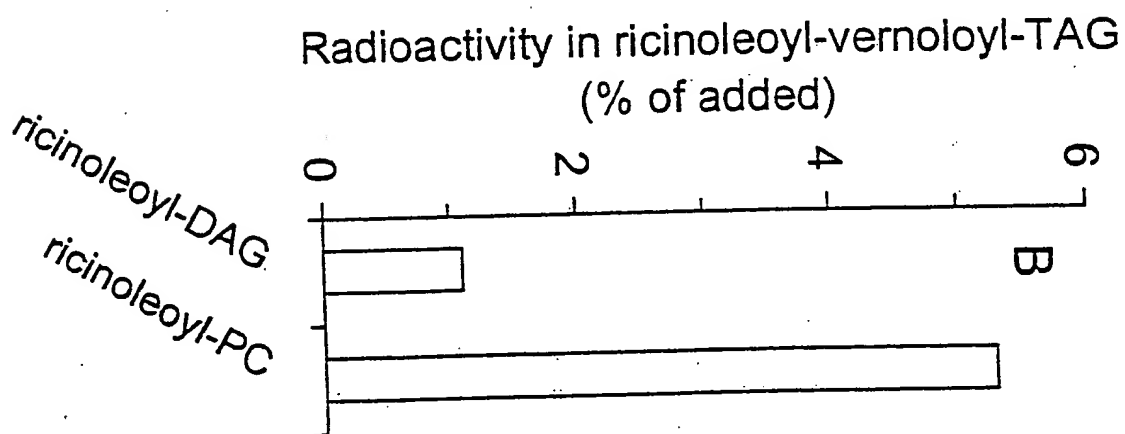 Radioactivity in ricinoleoyl-vernoloyl-TAG
(% of added)
0 2 4 6
B
ricinoleoyl-DAG
ricinoleoyl-PC